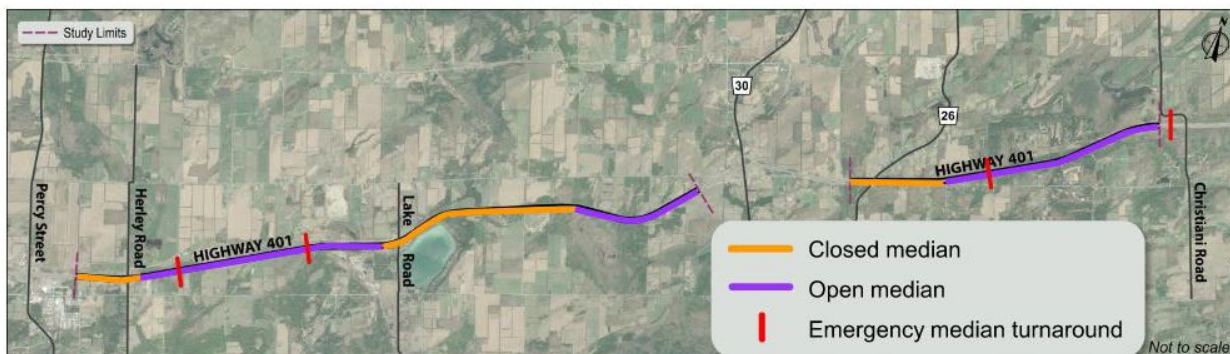 Study Limits
N
30
26
Percy Street
Herley Road
HIGHWAY 401
Lake
Road
HIGHWAY 401
Christiani Road
Closed median
Open median
Emergency median turnaround
Not to scale